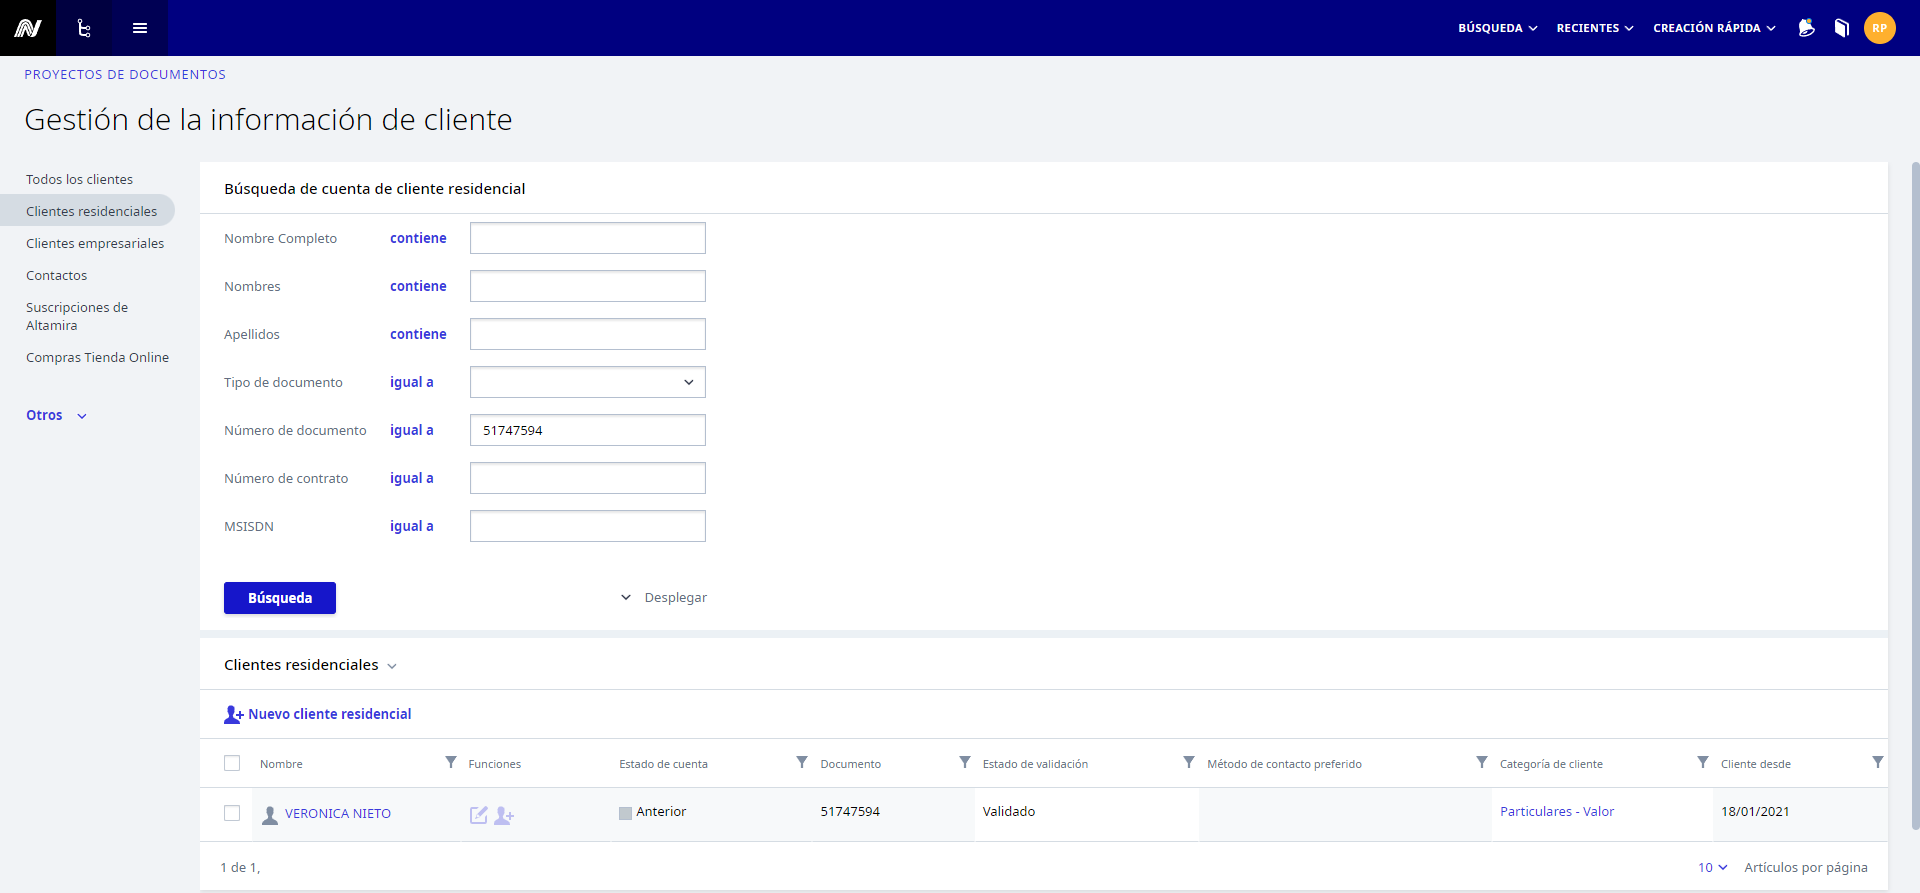 BÚSQUEDA
RECIENTES
CREACIÓN RÁPIDA
RP
PROYECTOS DE DOCUMENTOS
Gestión de la información de cliente
Todos los clientes
Clientes residenciales
Clientes empresariales
Contactos
Suscripciones de
Altamira
Compras Tienda Online
Otros
Búsqueda de cuenta de cliente residencial
Nombre Completo contiene
Nombres contiene
Apellidos contiene
Tipo de documento igual a
Número de documento igual a 51747594
Número de contrato igual a
MSISDN igual a
Búsqueda
Desplegar
Clientes residenciales
Nuevo cliente residencial
Nombre Funciones Estado de cuenta Documento Estado de validación Método de contacto preferido Categoría de cliente Cliente desde
VERONICA NIETO Anterior 51747594 Validado Particulares - Valor 18/01/2021
1 de 1,
10 Artículos por página